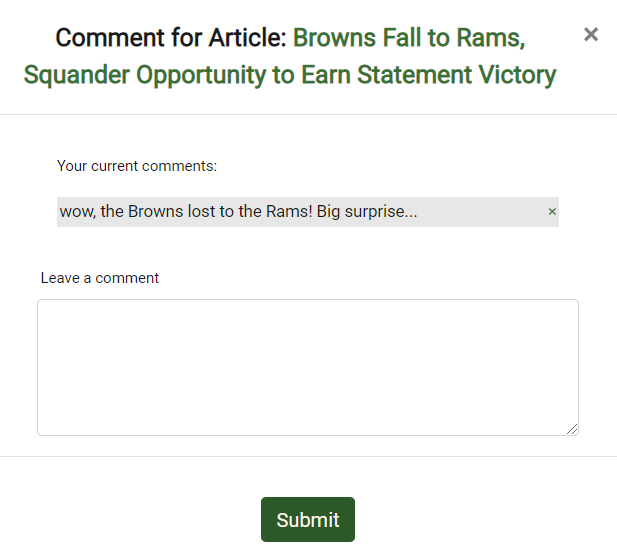 Comment for Article: Browns Fall to Rams, ×
Squander Opportunity to Earn Statement Victory
Your current comments:
wow, the Browns lost to the Rams! Big surprise... ×
Leave a comment
Submit